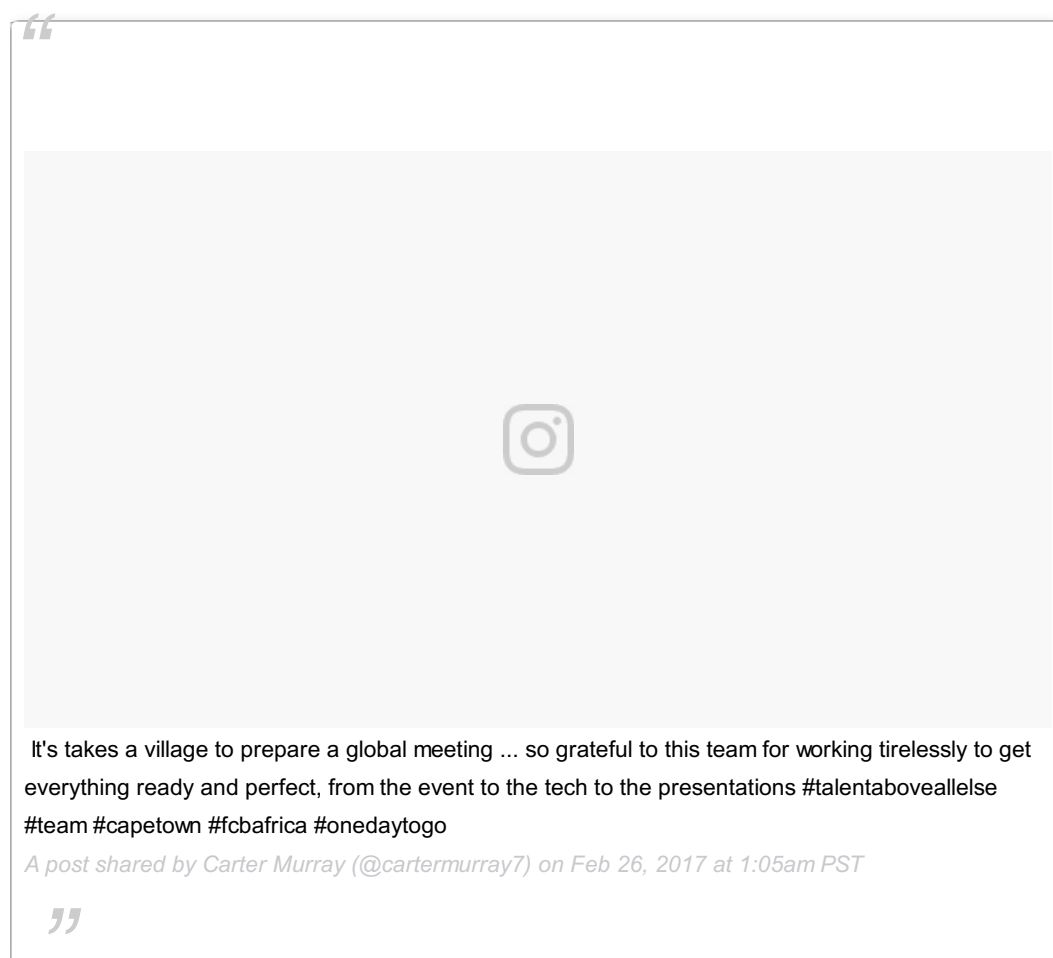 “
It's takes a village to prepare a global meeting ... so grateful to this team for working tirelessly to get
everything ready and perfect, from the event to the tech to the presentations #talentaboveallelse
#team #capetown #fcbafrica #onedaytogo
A post shared by Carter Murray (@cartermurray7) on Feb 26, 2017 at 1:05am PST
”